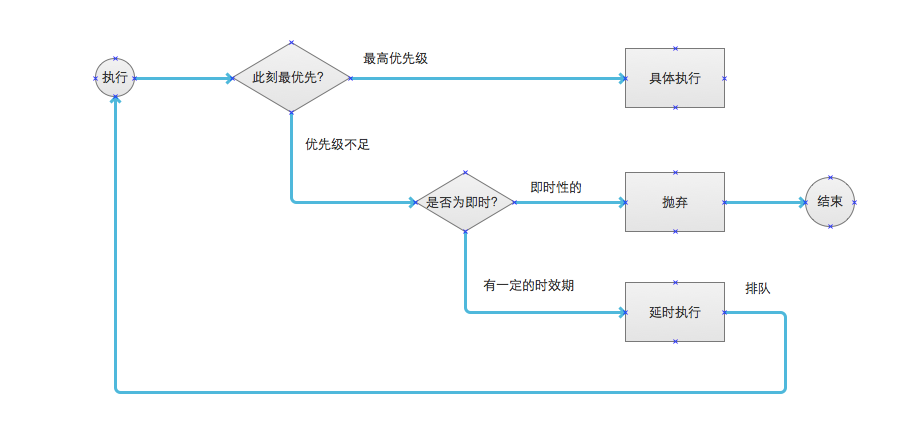 最高优先级
执行
此刻最优先?
具体执行
优先级不足
即时性的
是否为即时?
抛弃
结束
有一定的时效期
排队
延时执行